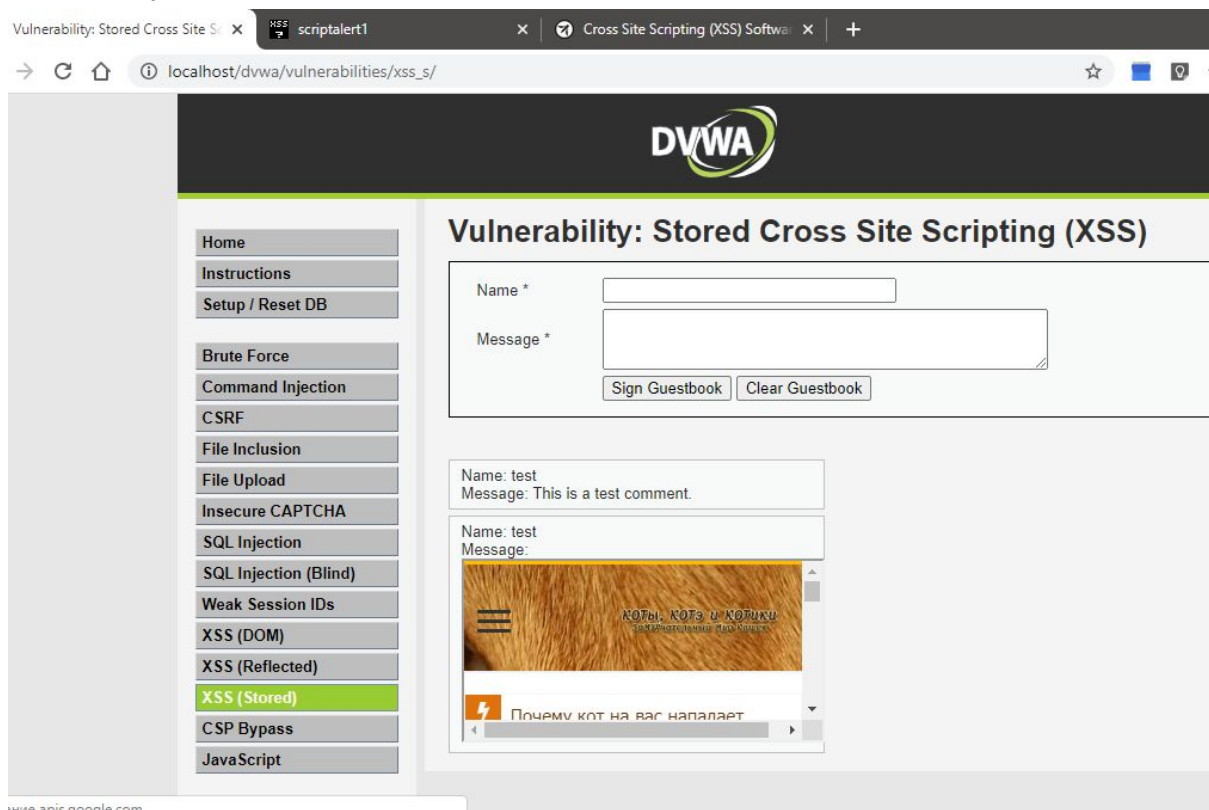 Vulnerability: Stored Cross Site S
XSS
?
scriptalert1
Cross Site Scripting (XSS) Softwa
localhost/dvwa/vulnerabilities/xss_s/
DVWA
Home
Instructions
Setup / Reset DB
Brute Force
Command Injection
CSRF
File Inclusion
File Upload
Insecure CAPTCHA
SQL Injection
SQL Injection (Blind)
Weak Session IDs
XSS (DOM)
XSS (Reflected)
XSS (Stored)
CSP Bypass
JavaScript
Vulnerability: Stored Cross Site Scripting (XSS)
Name *
Message *
Sign Guestbook
Clear Guestbook
Name: test
Message: This is a test comment.
Name: test
Message:
КОТы, КОТэ и КОТики
Почему кот на вас нападает
apis.google.com